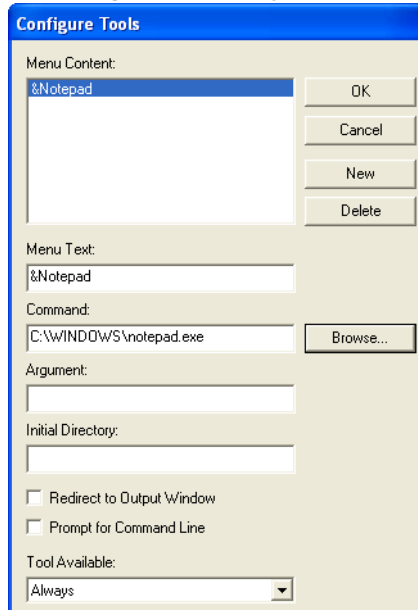 Configure Tools
Menu Content:
&Notepad
OK
Cancel
New
Delete
Menu Text:
&Notepad
Command:
C:\WINDOWS\notepad.exe
Browse...
Argument:
Initial Directory:
Redirect to Output Window
Prompt for Command Line
Tool Available:
Always